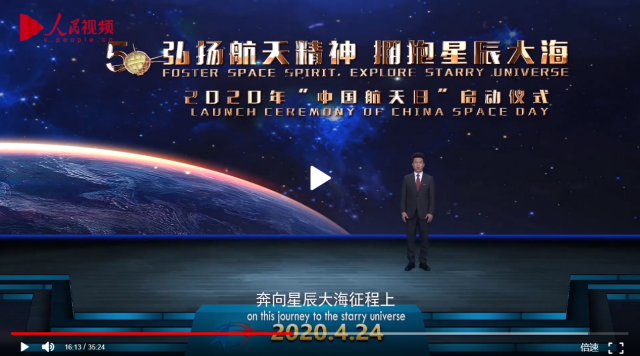 人民视频
v.people.cn
50 弘扬航天精神 拥抱星辰大海
FOSTER SPACE SPIRIT, EXPLORE STARRY UNIVERSE
2020年“中国航天日”启动仪式
LAUNCH CEREMONY OF CHINA SPACE DAY
奔向星辰大海征程上
on this journey to the starry universe
2020.4.24
16:13 / 35:24 倍速